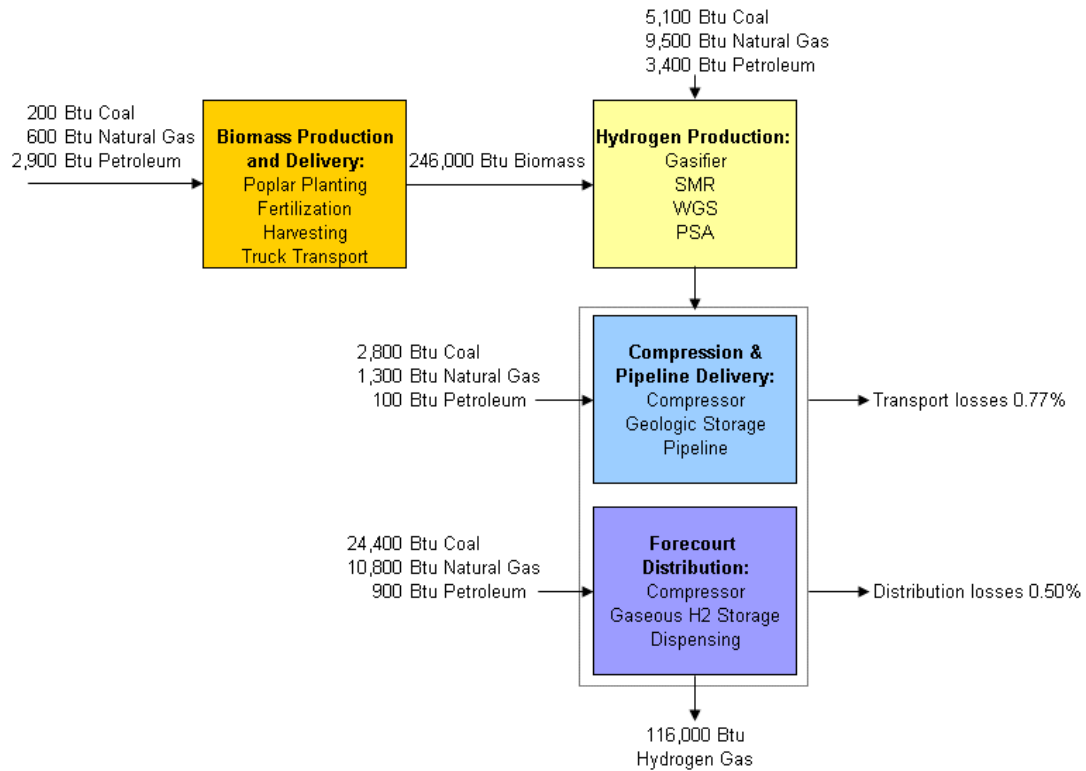 5,100 Btu Coal
9,500 Btu Natural Gas
3,400 Btu Petroleum
200 Btu Coal
600 Btu Natural Gas
2,900 Btu Petroleum
Biomass Production
and Delivery:
Poplar Planting
Fertilization
Harvesting
Truck Transport
246,000 Btu Biomass
Hydrogen Production:
Gasifier
SMR
WGS
PSA
2,800 Btu Coal
1,300 Btu Natural Gas
100 Btu Petroleum
Compression &
Pipeline Delivery:
Compressor
Geologic Storage
Pipeline
Transport losses 0.77%
24,400 Btu Coal
10,800 Btu Natural Gas
900 Btu Petroleum
Forecourt
Distribution:
Compressor
Gaseous H2 Storage
Dispensing
Distribution losses 0.50%
116,000 Btu
Hydrogen Gas